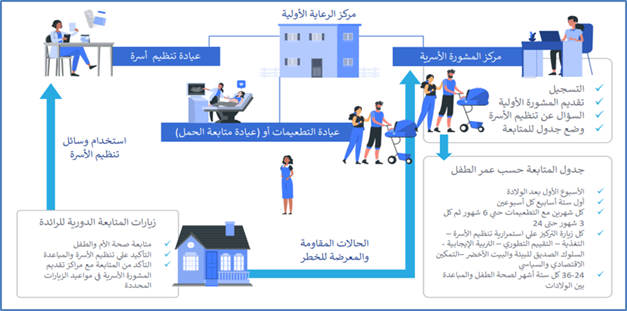 مركز الرعاية الأولية
مركز المشورة الأسرية
عيادة تنظيم أسرة
التسجيل
تقديم المشورة الأولية
السؤال عن تنظيم الأسرة
وضع جدول للمتابعة
عيادة التطعيمات أو (عيادة متابعة الحمل)
استخدام وسائل
تنظيم الأسرة
جدول المتابعة حسب عمر الطفل
الأسبوع الأول بعد الولادة
أول ستة أسابيع كل أسبوعين
كل شهرين مع التطعيمات حتي 6 شهور ثم كل
3 شهور حتى 24
كل زيارة التركيز علي استمرارية تنظيم الأسرة –
التغذية – التقييم التطوري – التربية الإيجابية -
السلوك الصديق للبيئة والبيت الأخضر –التمكين
الاقتصادي والسياسي
24-36 كل ستة أشهر لصحة الطفل والمباعدة
بين الولادات
الحالات المقاومة
والمعرضة للخطر
زيارات المتابعة الدورية للرائدة
متابعة صحة الأم والطفل
التأكيد علي تنظيم الأسرة والمباعدة
التأكد من المتابعة مع مراكز تقديم
المشورة الأسرية في مواعيد الزيارات
المحددة